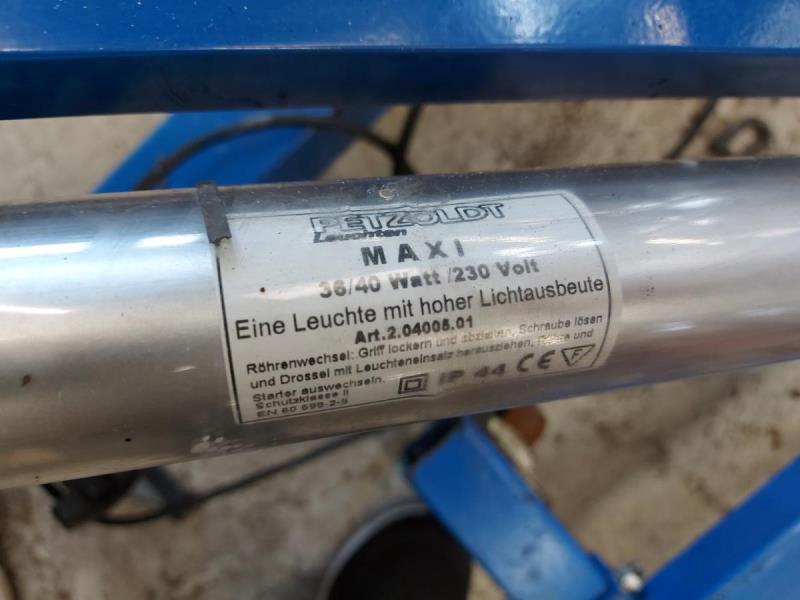 PETZOLDT
Leuchten
MAXI
36/40 Watt /230 Volt
Eine Leuchte mit hoher Lichtausbeute
Art.2.04005.01
Röhrenwechsel: Griff lockern und abziehen, Schraube lösen
und Drossel mit Leuchteneinsatz herausziehen, Röhre und
Starter auswechseln.
Schutzklasse II
IP 44 CE F
EN 60 598-2-8